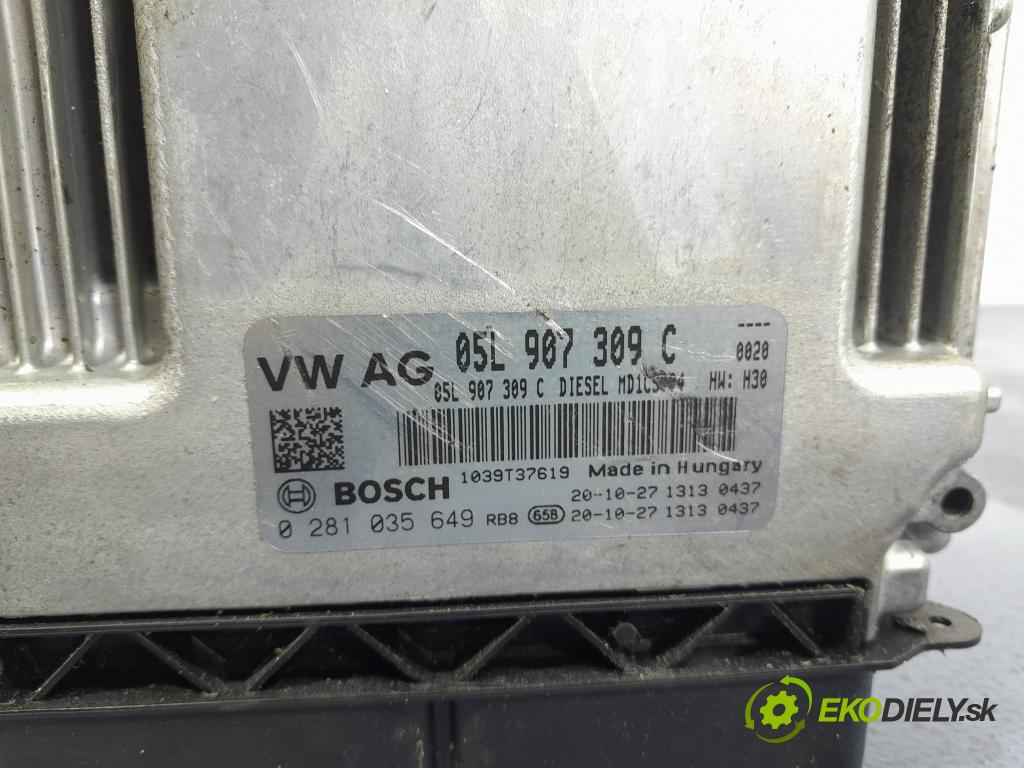 VW AG 05L 907 309 C ----
0020
05L 907 309 C DIESEL HW: H30
1039T37619 Made in Hungary
BOSCH 20-10-27 1313 0437
0 281 035 649 RB8 65B 20-10-27 1313 0437
EKODIELY.sk